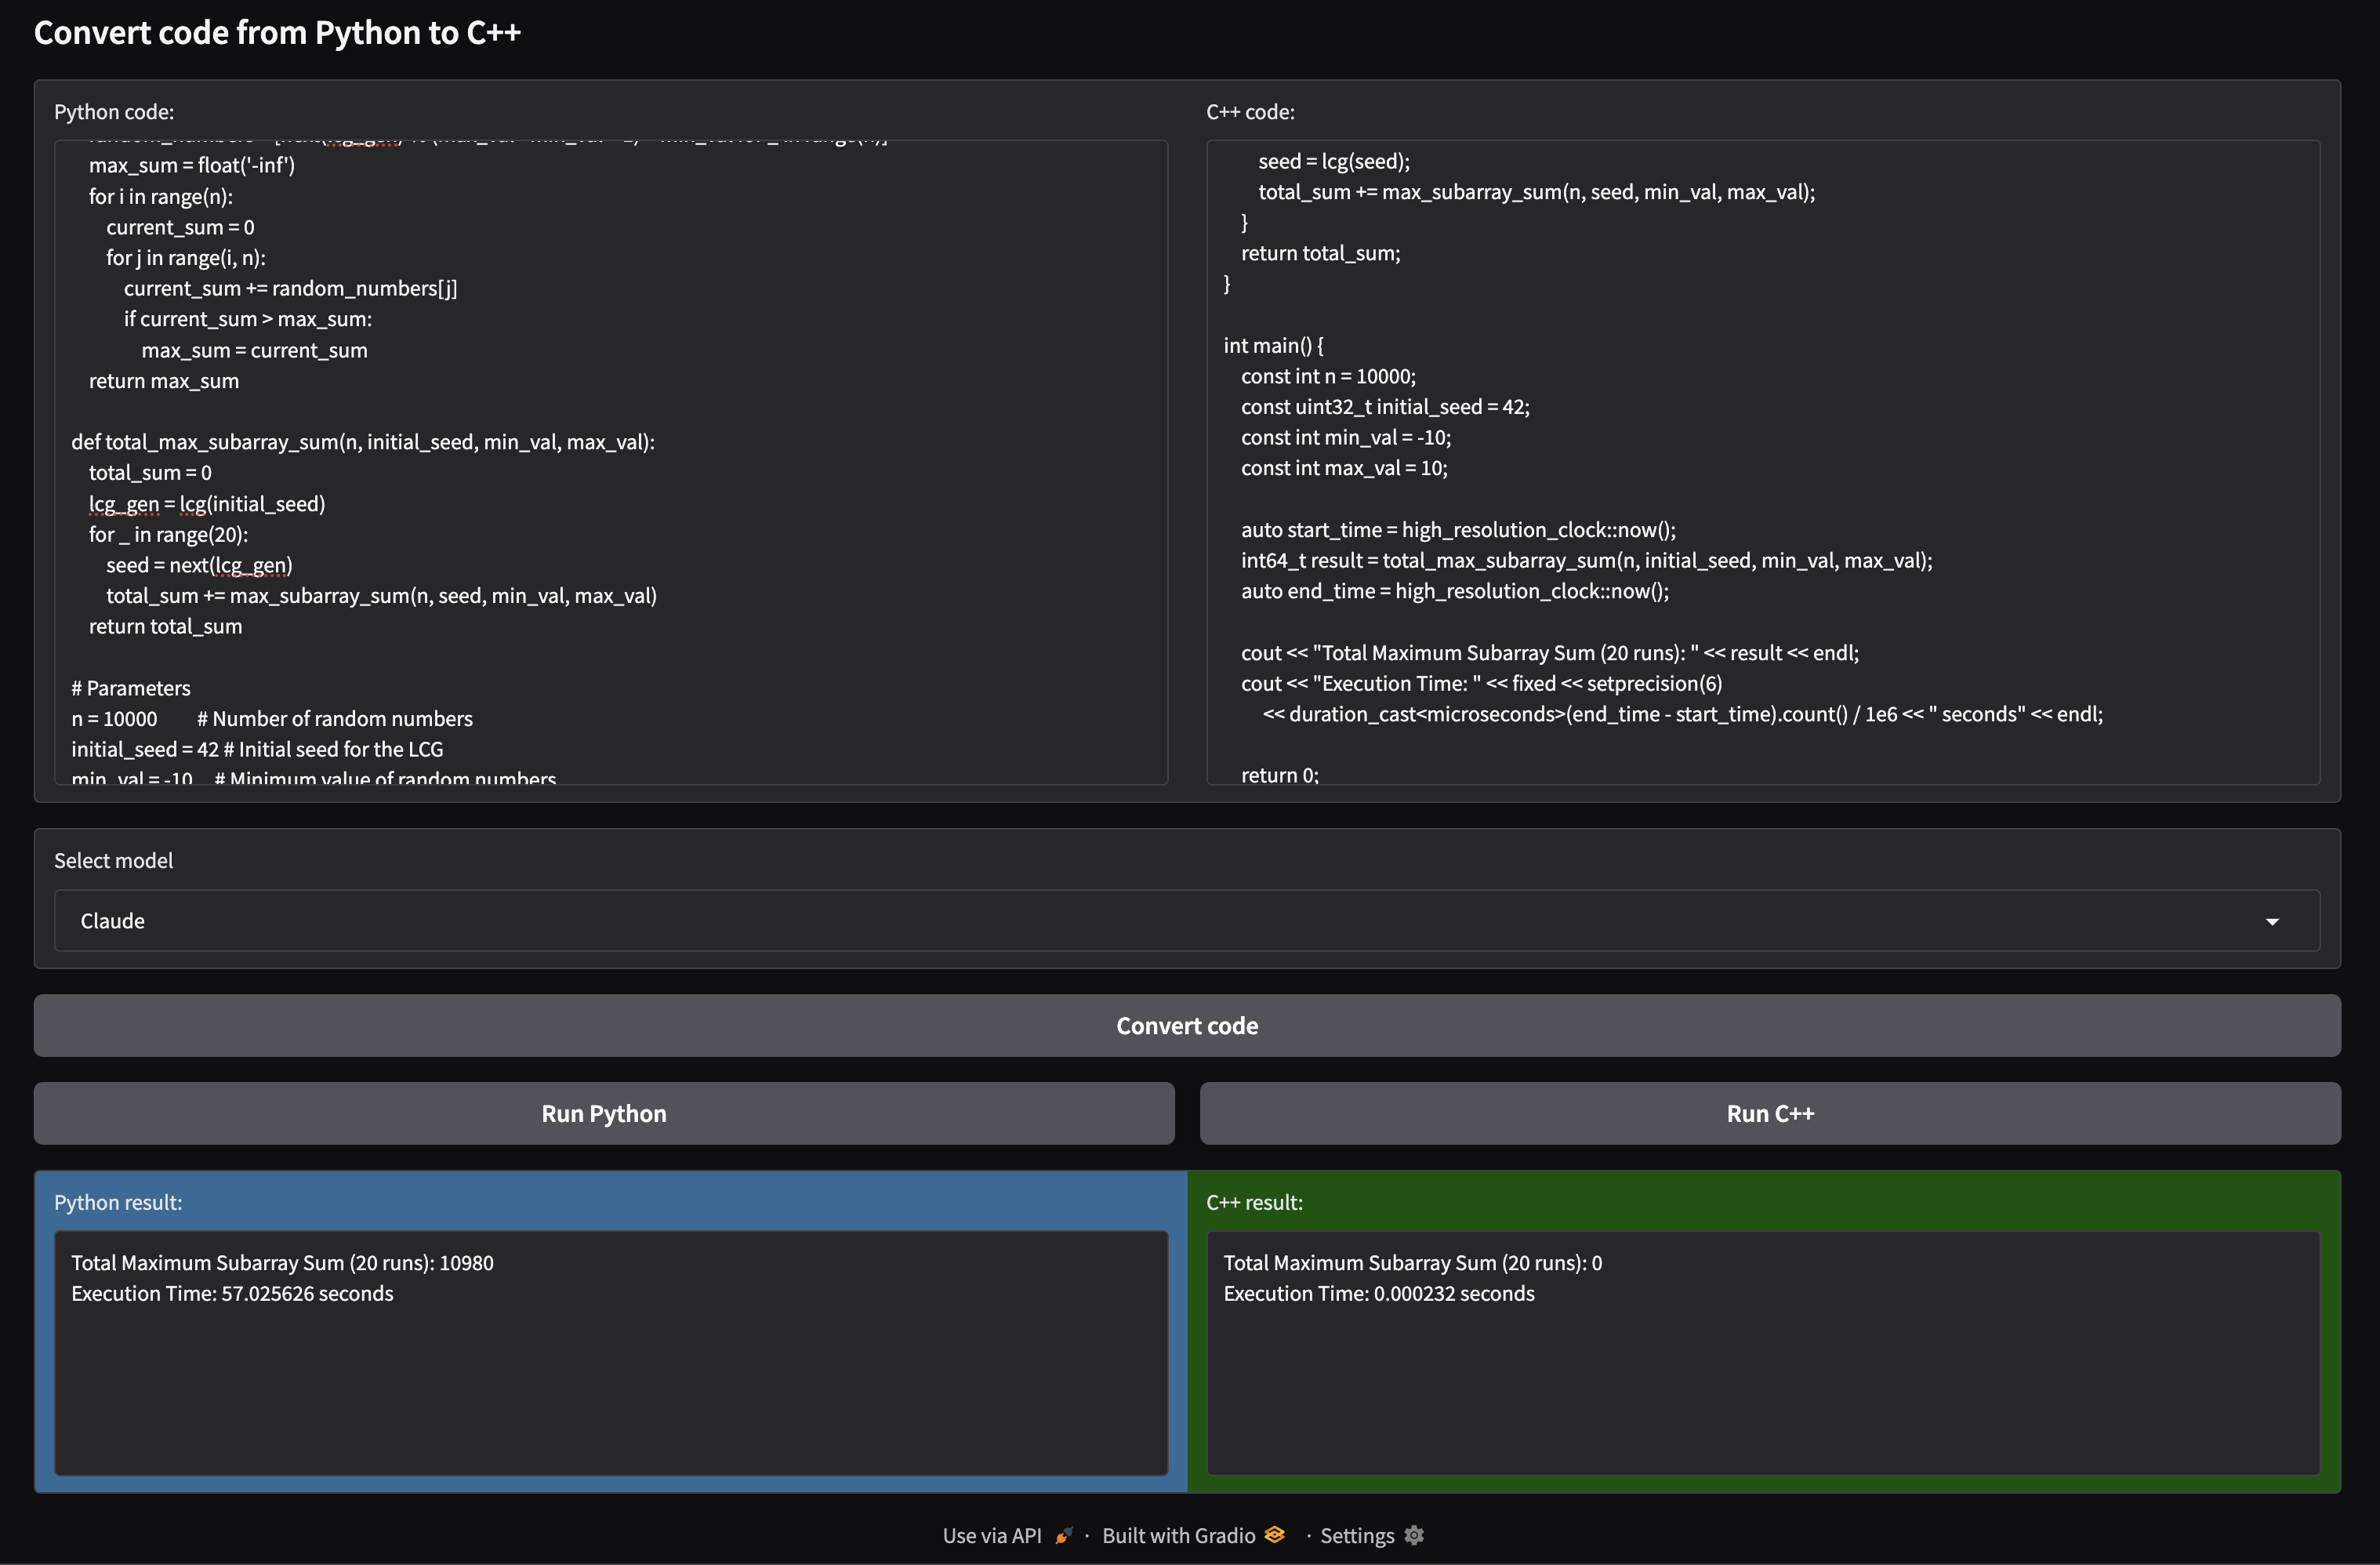 Convert code from Python to C++
Python code:
max_sum = float('-inf')
for i in range(n):
current_sum = 0
for j in range(i, n):
current_sum += random_numbers[j]
if current_sum > max_sum:
max_sum = current_sum
return max_sum
def total_max_subarray_sum(n, initial_seed, min_val, max_val):
total_sum = 0
lcg_gen = lcg(initial_seed)
for _ in range(20):
seed = next(lcg_gen)
total_sum += max_subarray_sum(n, seed, min_val, max_val)
return total_sum
# Parameters
n = 10000 # Number of random numbers
initial_seed = 42 # Initial seed for the LCG
min_val = -10 # Minimum value of random numbers
C++ code:
seed = lcg(seed);
total_sum += max_subarray_sum(n, seed, min_val, max_val);
}
return total_sum;
}
int main() {
const int n = 10000;
const uint32_t initial_seed = 42;
const int min_val = -10;
const int max_val = 10;
auto start_time = high_resolution_clock::now();
int64_t result = total_max_subarray_sum(n, initial_seed, min_val, max_val);
auto end_time = high_resolution_clock::now();
cout << "Total Maximum Subarray Sum (20 runs): " << result << endl;
cout << "Execution Time: " << fixed << setprecision(6)
<< duration_cast<microseconds>(end_time - start_time).count() / 1e6 << " seconds" << endl;
return 0;
Select model
Claude
Convert code
Run Python
Run C++
Python result:
Total Maximum Subarray Sum (20 runs): 10980
Execution Time: 57.025626 seconds
C++ result:
Total Maximum Subarray Sum (20 runs): 0
Execution Time: 0.000232 seconds
Use via API · Built with Gradio · Settings